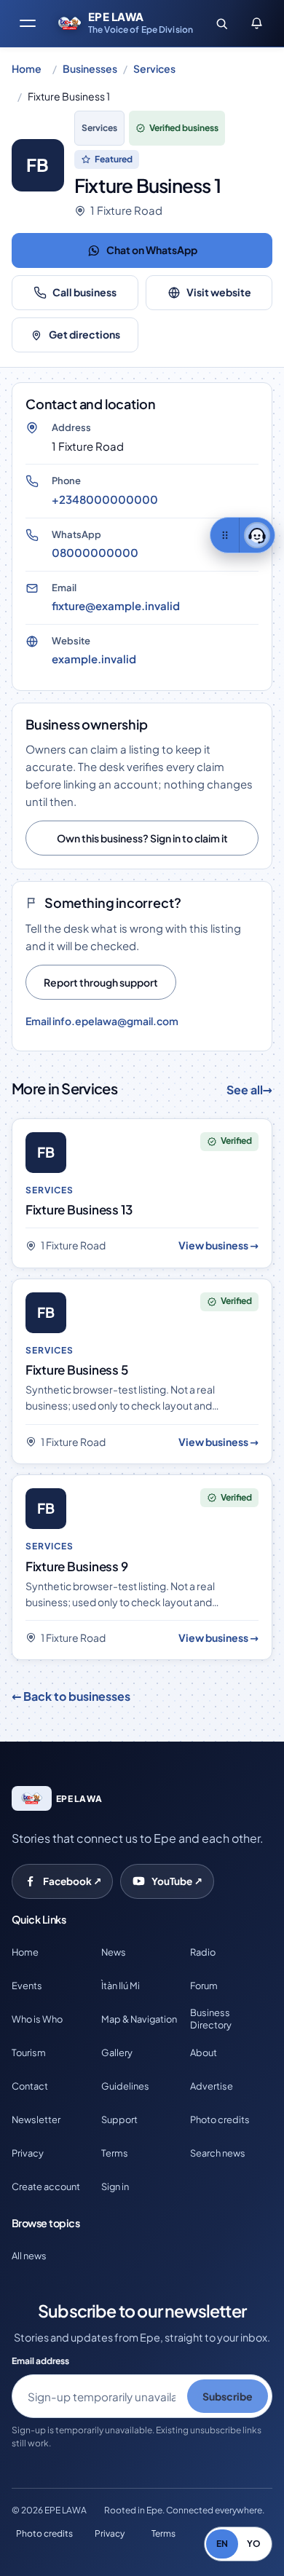 EPE LAWA
The Voice of Epe Division
Home / Businesses / Services
/ Fixture Business 1
FB
Services
Verified business
Featured
Fixture Business 1
1 Fixture Road
Chat on WhatsApp
Call business
Visit website
Get directions
Contact and location
Address
1 Fixture Road
Phone
+2348000000000
WhatsApp
08000000000
Email
fixture@example.invalid
Website
example.invalid
Business ownership
Owners can claim a listing to keep it
accurate. The desk verifies every claim
before linking an account; nothing changes
until then.
Own this business? Sign in to claim it
Something incorrect?
Tell the desk what is wrong with this listing
and it will be checked.
Report through support
Email info.epelawa@gmail.com
More in Services
See all→
FB
Verified
SERVICES
Fixture Business 13
1 Fixture Road
View business →
FB
Verified
SERVICES
Fixture Business 5
Synthetic browser-test listing. Not a real
business; used only to check layout and…
1 Fixture Road
View business →
FB
Verified
SERVICES
Fixture Business 9
Synthetic browser-test listing. Not a real
business; used only to check layout and…
1 Fixture Road
View business →
← Back to businesses
EPE LAWA
Stories that connect us to Epe and each other.
Facebook ↗
YouTube ↗
Quick Links
Home
News
Radio
Events
Ìtàn Ilú Mi
Forum
Who is Who
Map & Navigation
Business
Directory
Tourism
Gallery
About
Contact
Guidelines
Advertise
Newsletter
Support
Photo credits
Privacy
Terms
Search news
Create account
Sign in
Browse topics
All news
Subscribe to our newsletter
Stories and updates from Epe, straight to your inbox.
Email address
Sign-up temporarily unavaila
Subscribe
Sign-up is temporarily unavailable. Existing unsubscribe links
still work.
© 2026 EPE LAWA
Rooted in Epe. Connected everywhere.
Photo credits
Privacy
Terms
EN
YO